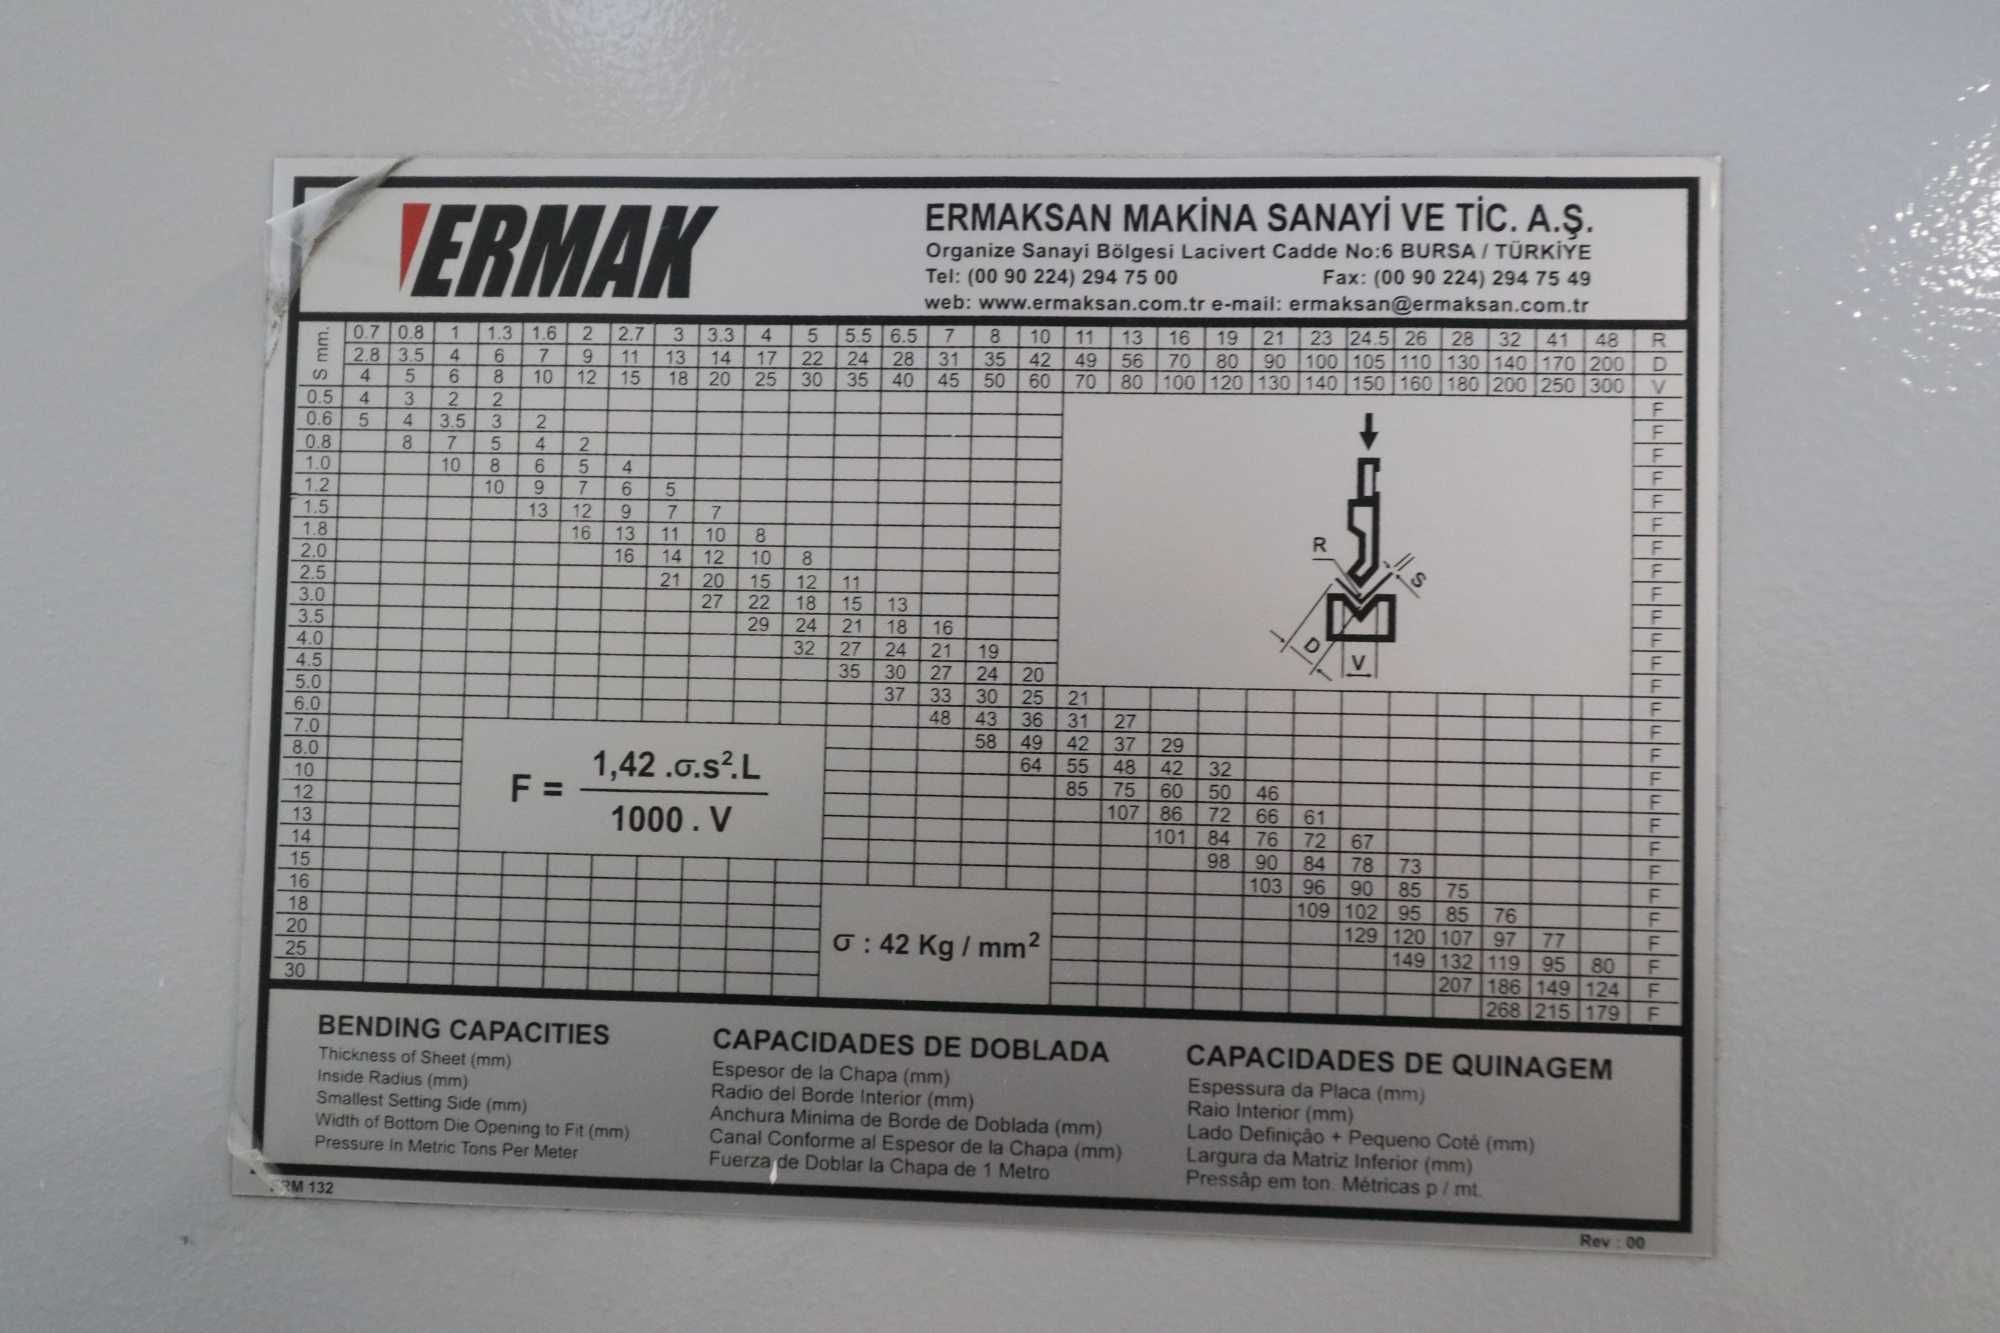 ERMAK
ERMAKSAN MAKİNA SANAYİ VE TİC. A.Ş.
Organize Sanayi Bölgesi Lacivert Cadde No:6 BURSA / TÜRKİYE
Tel: (00 90 224) 294 75 00 Fax: (00 90 224) 294 75 49
web: www.ermaksan.com.tr e-mail: ermaksan@ermaksan.com.tr
S mm.
0.7 0.8 1 1.3 1.6 2 2.7 3 3.3 4 5 5.5 6.5 7 8 10 11 13 16 19 21 23 24.5 26 28 32 41 48 R
2.8 3.5 4 6 7 9 11 13 14 17 22 24 28 31 35 42 49 56 70 80 90 100 105 110 130 140 170 200 D
4 5 6 8 10 12 15 18 20 25 30 35 40 45 50 60 70 80 100 120 130 140 150 160 180 200 250 300 V
0.5 4 3 2 2 F
0.6 5 4 3.5 3 2 F
0.8 8 7 5 4 2 F
1.0 10 8 6 5 4 F
1.2 10 9 7 6 5 F
1.5 13 12 9 7 7 F
1.8 16 13 11 10 8 F
2.0 16 14 12 10 8 F
2.5 21 20 15 12 11 F
3.0 27 22 18 15 13 F
3.5 29 24 21 18 16 F
4.0 32 27 24 21 19 F
4.5 35 30 27 24 20 F
5.0 37 33 30 25 21 F
6.0 48 43 36 31 27 F
7.0 58 49 42 37 29 F
8.0 64 55 48 42 32 F
10 85 75 60 50 46 F
12 107 86 72 66 61 F
13 101 84 76 72 67 F
14 98 90 84 78 73 F
15 103 96 90 85 75 F
16 109 102 95 85 76 F
18 129 120 107 97 77 F
20 149 132 119 95 80 F
25 207 186 149 124 F
30 268 215 179 F
R
S
D
V
F = 1,42 .σ.s².L
1000 . V
σ : 42 Kg / mm²
BENDING CAPACITIES
Thickness of Sheet (mm)
Inside Radius (mm)
Smallest Setting Side (mm)
Width of Bottom Die Opening to Fit (mm)
Pressure In Metric Tons Per Meter
CAPACIDADES DE DOBLADA
Espesor de la Chapa (mm)
Radio del Borde Interior (mm)
Anchura Minima de Borde de Doblada (mm)
Canal Conforme al Espesor de la Chapa (mm)
Fuerza de Doblar la Chapa de 1 Metro
CAPACIDADES DE QUINAGEM
Espessura da Placa (mm)
Raio Interior (mm)
Lado Definição + Pequeno Coté (mm)
Largura da Matriz Inferior (mm)
Pressâp em ton. Métricas p / mt.
132
Rev : 00